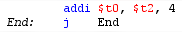 addi $t0, $t2, 4
End: j End